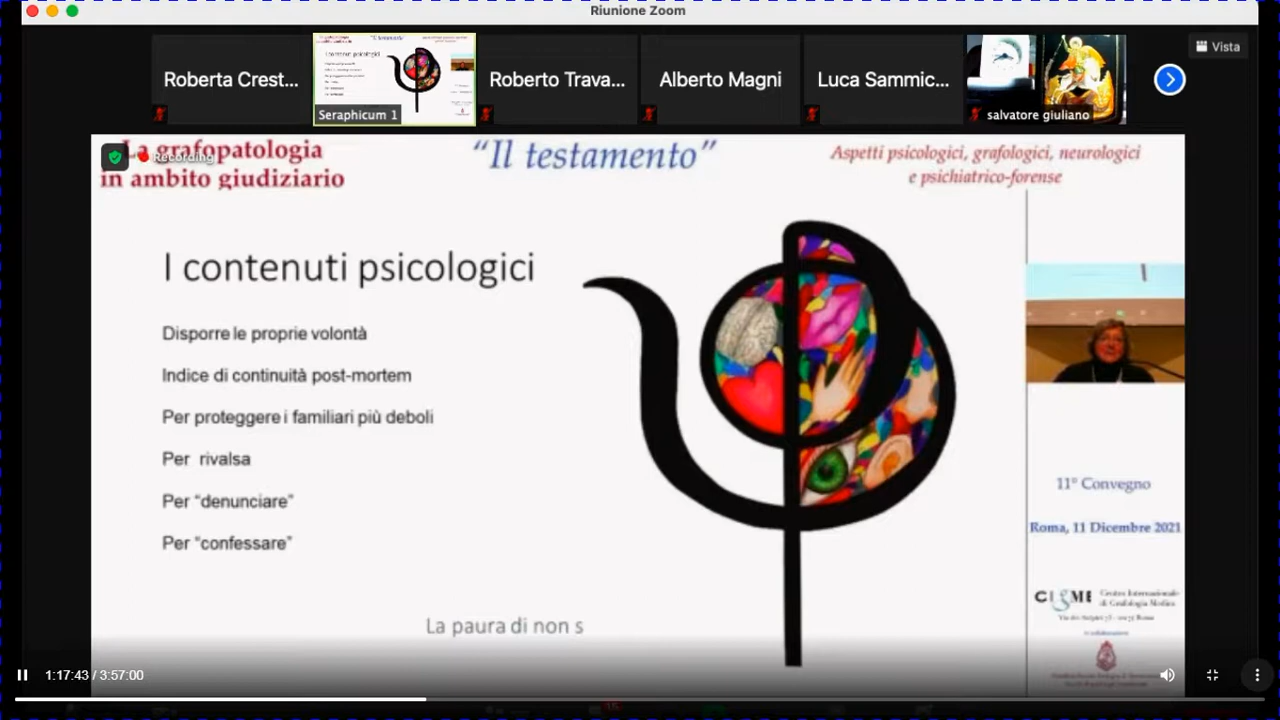 Riunione Zoom
Vista
Roberta Crest...
Seraphicum 1
Roberto Trava...
Alberto Magni
Luca Sammic...
salvatore giuliano
Recording
La grafopatologia
in ambito giudiziario
“Il testamento”
Aspetti psicologici, grafologici, neurologici
e psichiatrico-forense
I contenuti psicologici
Disporre le proprie volontà
Indice di continuità post-mortem
Per proteggere i familiari più deboli
Per rivalsa
Per “denunciare”
Per “confessare”
La paura di non s
11° Convegno
Roma, 11 Dicembre 2021
Centro Internazionale
di Grafologia Medica
1:17:43 / 3:57:00